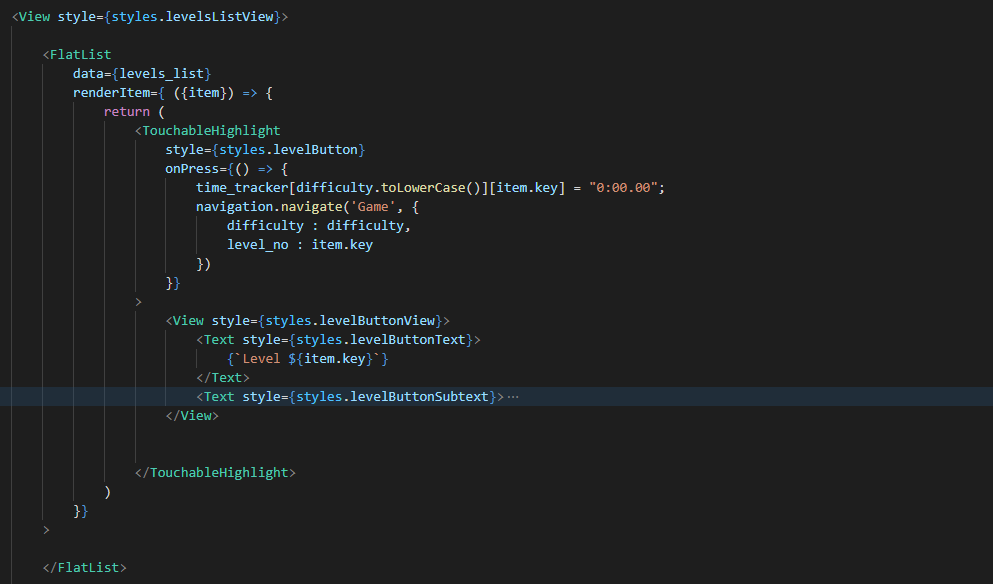 <View style={styles.levelsListView}>
<FlatList
data={levels_list}
renderItem={ ({item}) => {
return (
<TouchableHighlight
style={styles.levelButton}
onPress={() => {
time_tracker[difficulty.toLowerCase()][item.key] = "0:00.00";
navigation.navigate('Game', {
difficulty : difficulty,
level_no : item.key
})
}}
>
<View style={styles.levelButtonView}>
<Text style={styles.levelButtonText}>
{`Level ${item.key}`}
</Text>
<Text style={styles.levelButtonSubtext}>⋯
</View>
</TouchableHighlight>
)
}}
>
</FlatList>